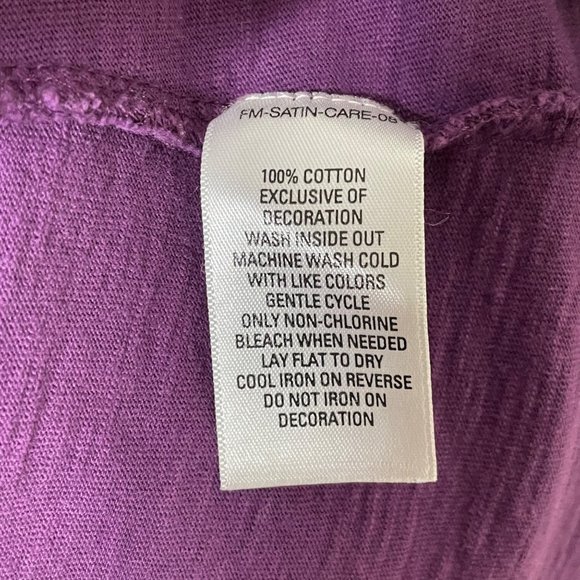 FM-SATIN-CARE-08
100% COTTON
EXCLUSIVE OF
DECORATION
WASH INSIDE OUT
MACHINE WASH COLD
WITH LIKE COLORS
GENTLE CYCLE
ONLY NON-CHLORINE
BLEACH WHEN NEEDED
LAY FLAT TO DRY
COOL IRON ON REVERSE
DO NOT IRON ON
DECORATION